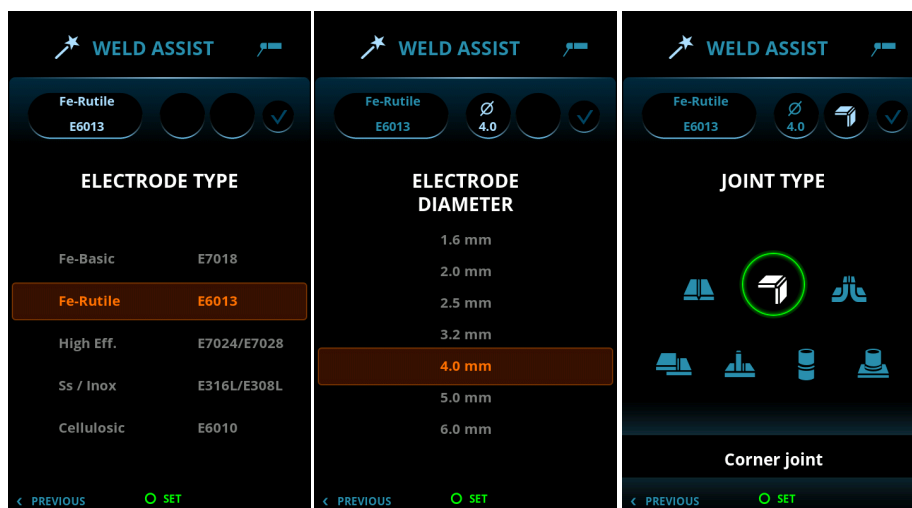 WELD ASSIST
Fe-Rutile
E6013
ELECTRODE TYPE
Fe-Basic E7018
Fe-Rutile E6013
High Eff. E7024/E7028
Ss / Inox E316L/E308L
Cellulosic E6010
< PREVIOUS SET
WELD ASSIST
Fe-Rutile
E6013
Ø
4.0
ELECTRODE
DIAMETER
1.6 mm
2.0 mm
2.5 mm
3.2 mm
4.0 mm
5.0 mm
6.0 mm
< PREVIOUS SET
WELD ASSIST
Fe-Rutile
E6013
Ø
4.0
JOINT TYPE
Corner joint
< PREVIOUS SET